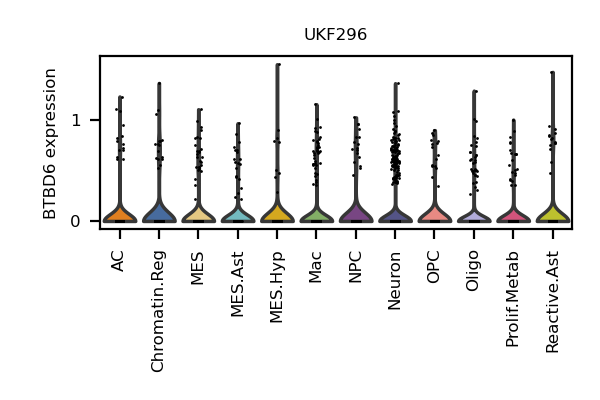 UKF296
BTBD6 expression
1
0
AC
Chromatin.Reg
MES
MES.Ast
MES.Hyp
Mac
NPC
Neuron
OPC
Oligo
Prolif.Metab
Reactive.Ast